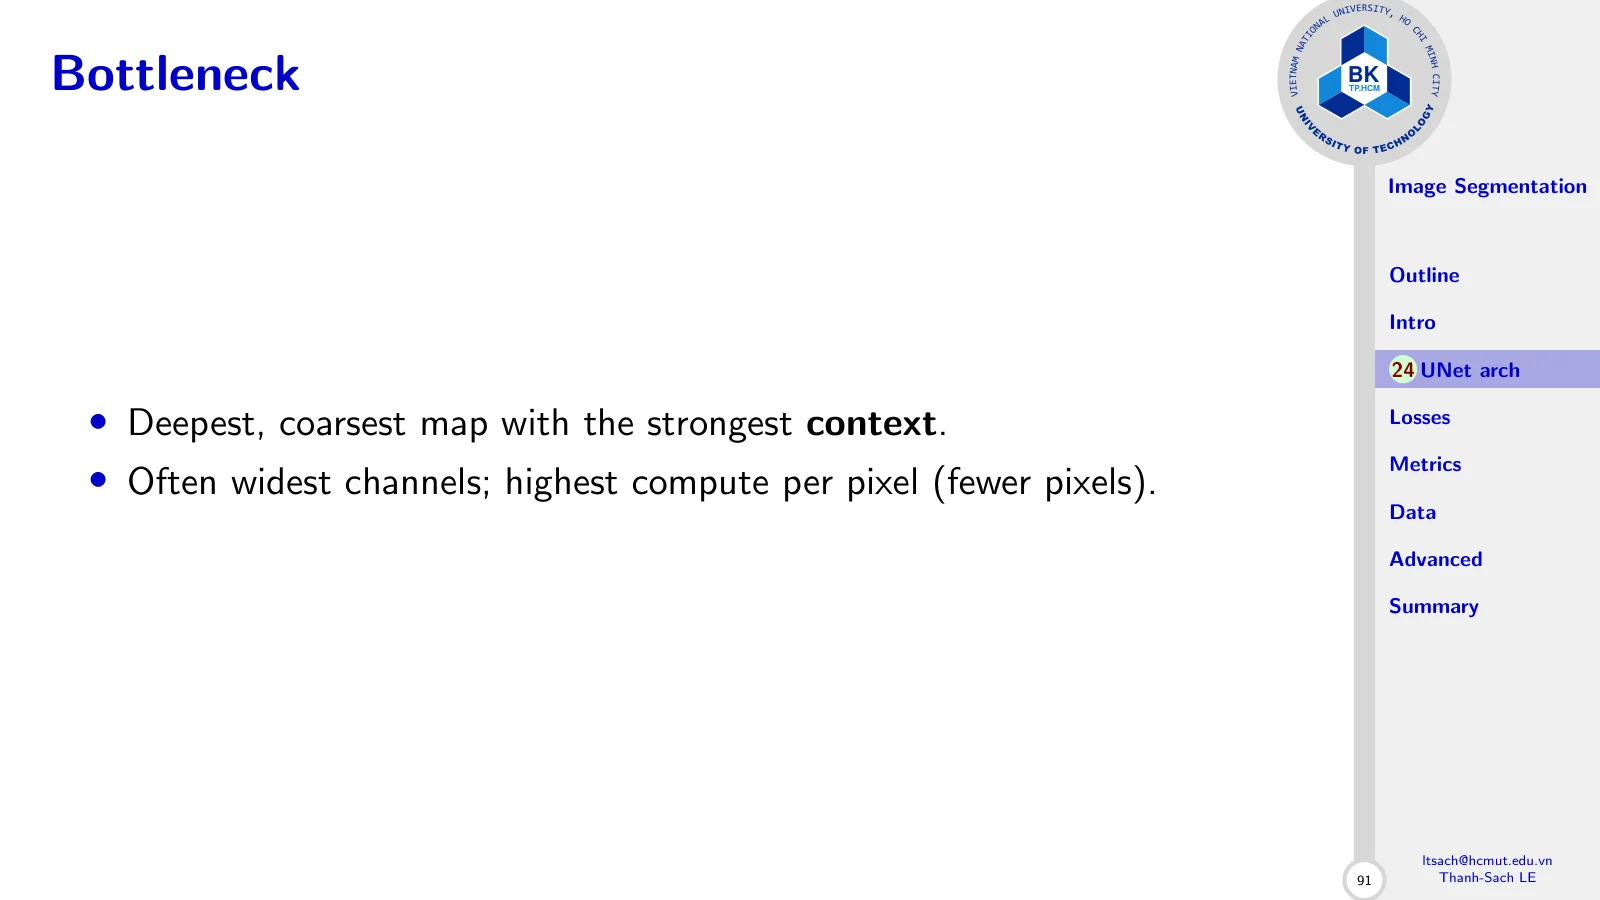 Bottleneck
• Deepest, coarsest map with the strongest context.
• Often widest channels; highest compute per pixel (fewer pixels).
VIETNAM NATIONAL UNIVERSITY, HO CHI MINH CITY
BK
TP.HCM
UNIVERSITY OF TECHNOLOGY
Image Segmentation
Outline
Intro
24 UNet arch
Losses
Metrics
Data
Advanced
Summary
ltsach@hcmut.edu.vn
Thanh-Sach LE
91